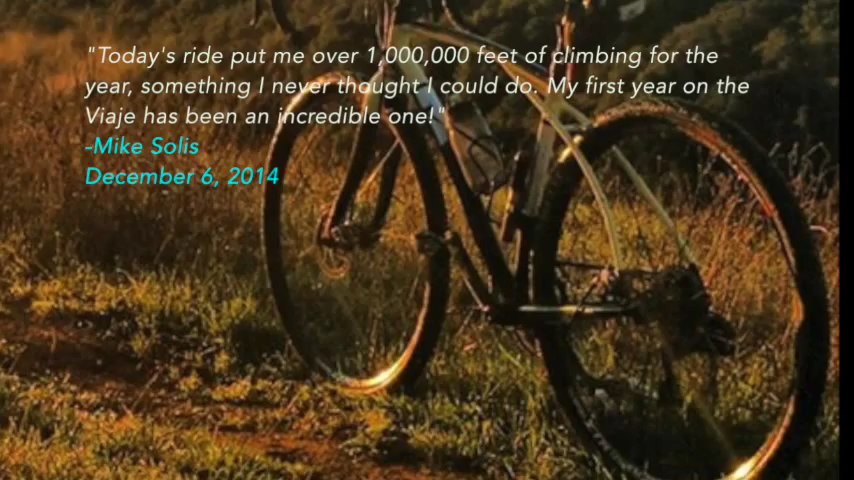 "Today's ride put me over 1,000,000 feet of climbing for the
year, something I never thought I could do. My first year on the
Viaje has been an incredible one!"
-Mike Solis
December 6, 2014